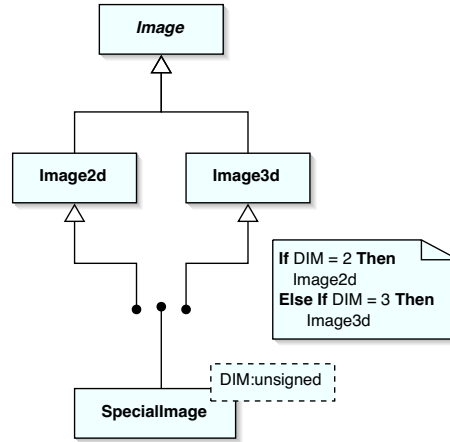 Image
Image2d
Image3d
If DIM = 2 Then
Image2d
Else If DIM = 3 Then
Image3d
DIM:unsigned
SpecialImage